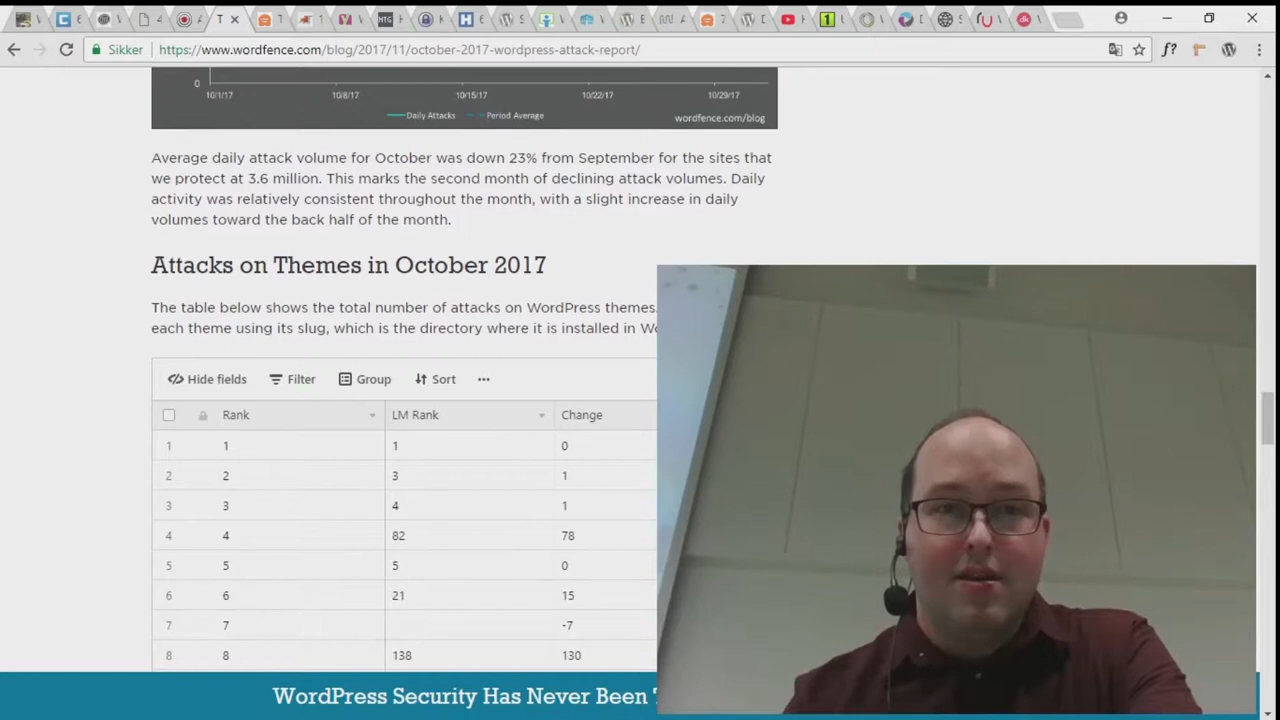 Sikker
https://www.wordfence.com/blog/2017/11/october-2017-wordpress-attack-report/
0
10/1/17 10/8/17 10/15/17 10/22/17 10/29/17
Daily Attacks Period Average
wordfence.com/blog
Average daily attack volume for October was down 23% from September for the sites that
we protect at 3.6 million. This marks the second month of declining attack volumes. Daily
activity was relatively consistent throughout the month, with a slight increase in daily
volumes toward the back half of the month.
Attacks on Themes in October 2017
The table below shows the total number of attacks on WordPress themes.
each theme using its slug, which is the directory where it is installed in
Hide fields Filter Group Sort
Rank LM Rank Change
1 1 1 0
2 2 3 1
3 3 4 1
4 4 82 78
5 5 5 0
6 6 21 15
7 7 -7
8 8 138 130
WordPress Security Has Never Been